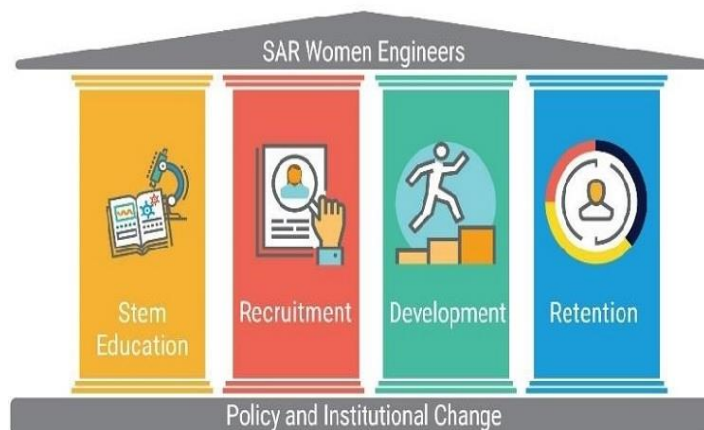 SAR Women Engineers
Stem
Education
Recruitment
Development
Retention
Policy and Institutional Change